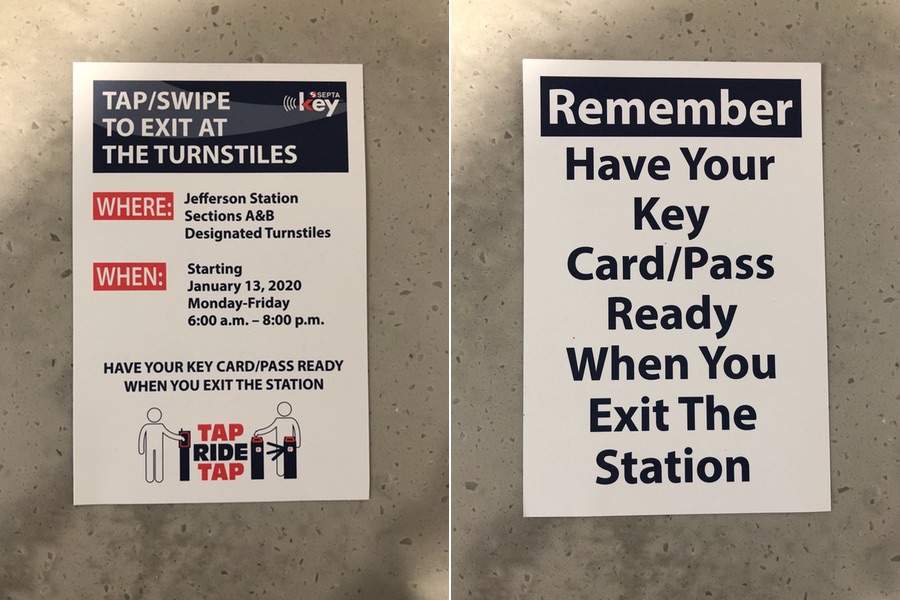 TAP/SWIPE
TO EXIT AT
THE TURNSTILES
SEPTA
Key
WHERE:
Jefferson Station
Sections A&B
Designated Turnstiles
WHEN:
Starting
January 13, 2020
Monday-Friday
6:00 a.m. – 8:00 p.m.
HAVE YOUR KEY CARD/PASS READY
WHEN YOU EXIT THE STATION
TAP
RIDE
TAP
Remember
Have Your
Key
Card/Pass
Ready
When You
Exit The
Station